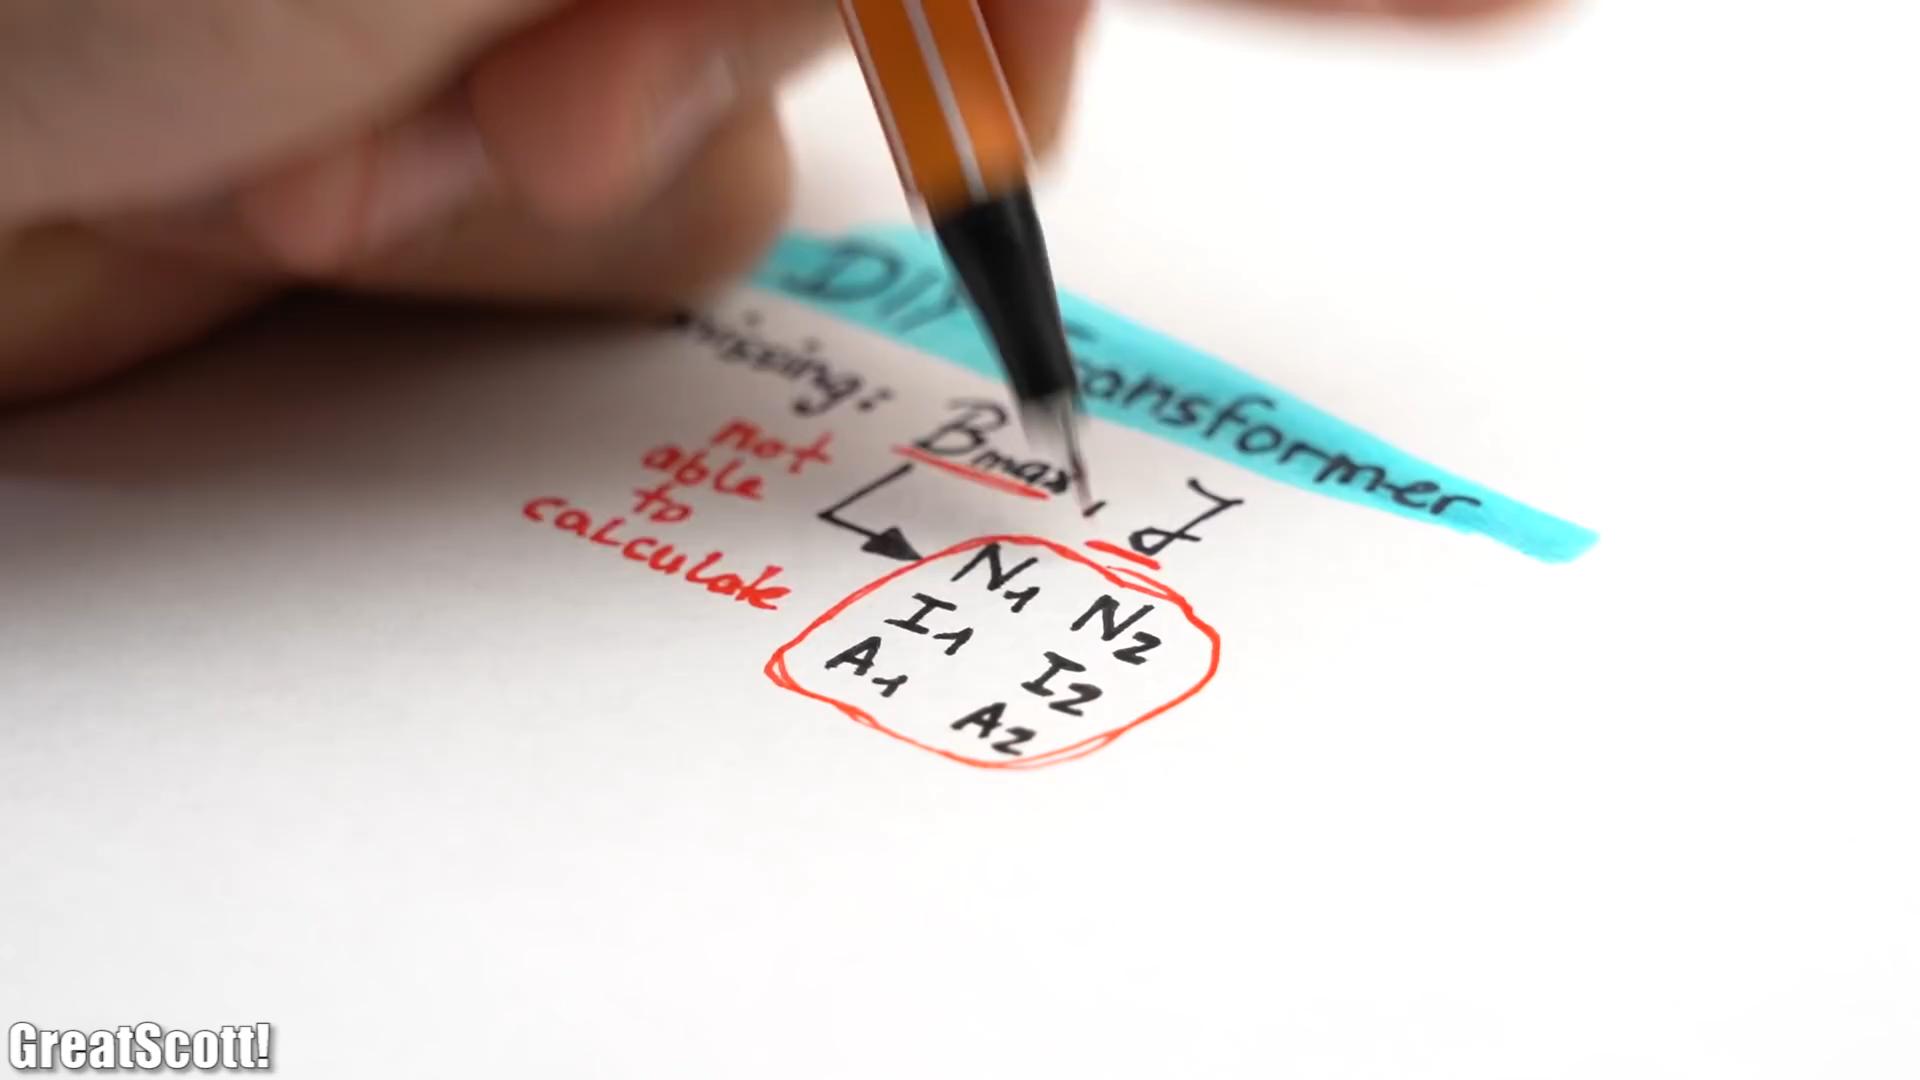 DIY Transformer
missing: Bmax, J
not
able
to
calculate
N1 N2
I1 I2
A1 A2
GreatScott!